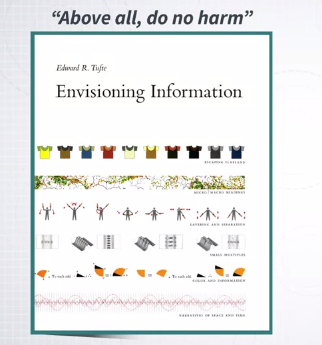 “Above all, do no harm”
Edward R. Tufte
Envisioning Information
ESCAPING FLATLAND
MICRO/MACRO READINGS
LAYERING AND SEPARATION
SMALL MULTIPLES
COLOR AND INFORMATION
NARRATIVES OF SPACE AND TIME